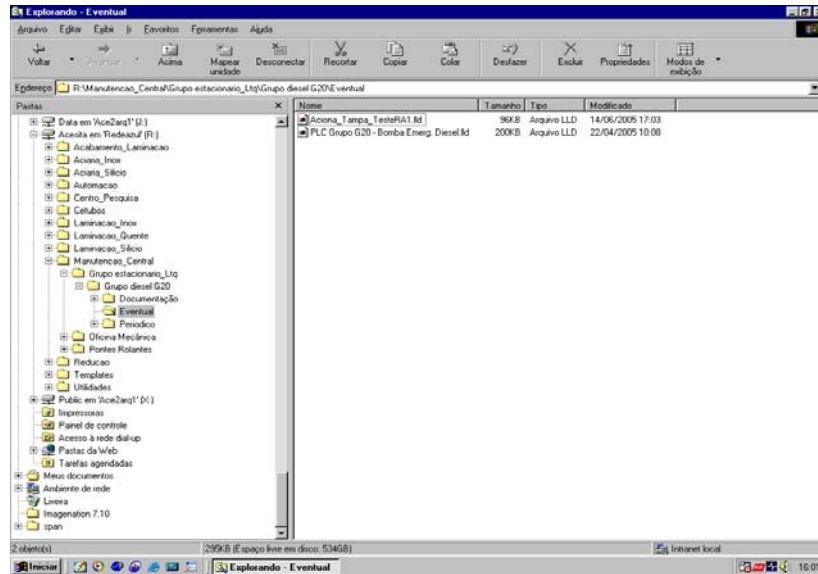 Explorando - Eventual
Arquivo Editar Exibir Ir Favoritos Ferramentas Ajuda
Voltar Avançar Acima Mapear unidade Desconectar Recortar Copiar Colar Desfazer Excluir Propriedades Modos de exibição
Endereço R:\Manutencao_Central\Grupo estacionario_Ltq\Grupo diesel G20\Eventual
Pastas
Nome Tamanho Tipo Modificado
Aciona_Tampa_TesteRA1.lld 96KB Arquivo LLD 14/06/2005 17:03
PLC Grupo G20 - Bomba Emerg. Diesel.lld 200KB Arquivo LLD 22/04/2005 10:08
Data em 'Ace2arq1' (J:)
Acesita em 'Redeazul' (R:)
Acabamento_Laminacao
Aciaria_Inox
Aciaria_Silicio
Automacao
Centro_Pesquisa
Cetubos
Laminacao_Inox
Laminacao_Quente
Laminacao_Silicio
Manutencao_Central
Grupo estacionario_Ltq
Grupo diesel G20
Documentação
Eventual
Periodico
Oficina Mecânica
Pontes Rolantes
Reducao
Templates
Utilidades
Public em 'Ace2arq1' (X:)
Impressoras
Painel de controle
Acesso à rede dial-up
Pastas da Web
Tarefas agendadas
Meus documentos
Ambiente de rede
Lixeira
Imagenation 7.10
span
2 objeto(s) 295KB (Espaço livre em disco: 534GB) Intranet local
Iniciar Explorando - Eventual 16:01